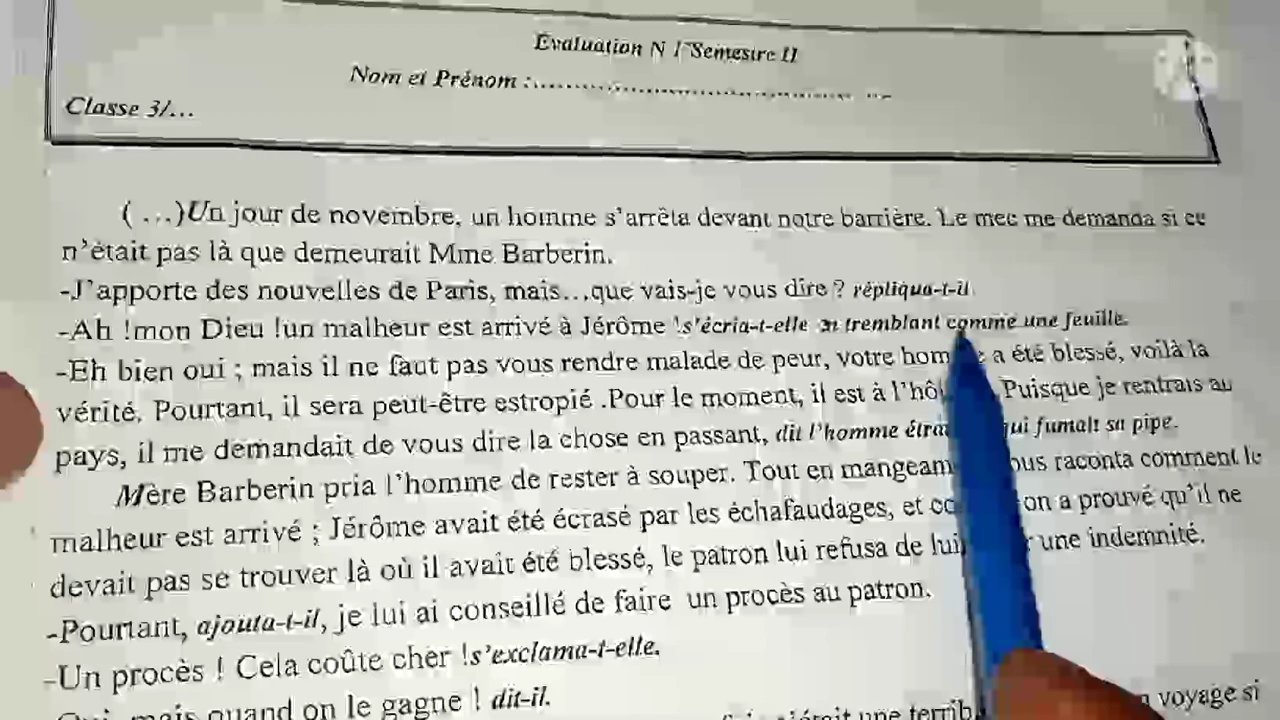 Evaluation N 1 Semestre II
Nom et Prénom :........................................
Classe 3/...
( ...)Un jour de novembre, un homme s'arrêta devant notre barrière. Le mec me demanda si ce
n'était pas là que demeurait Mme Barberin.
-J'apporte des nouvelles de Paris, mais...que vais-je vous dire ? répliqua-t-il.
-Ah !mon Dieu !un malheur est arrivé à Jérôme !s'écria-t-elle en tremblant comme une feuille.
-Eh bien oui ; mais il ne faut pas vous rendre malade de peur, votre a été blessé, voilà la
vérité. Pourtant, il sera peut-être estropié .Pour le moment, il est à Puisque je rentrais au
pays, il me demandait de vous dire la chose en passant, dit l'homme qui fumait sa pipe.
Mère Barberin pria l'homme de rester à souper. Tout en raconta comment le
malheur est arrivé ; Jérôme avait été écrasé par les échafaudages, et on a prouvé qu'il ne
devait pas se trouver là où il avait été blessé, le patron lui refusa de une indemnité.
-Pourtant, ajouta-t-il, je lui ai conseillé de faire un procès au patron.
-Un procès ! Cela coûte cher !s'exclama-t-elle.
mais quand on le gagne ! dit-il.
une voyage si